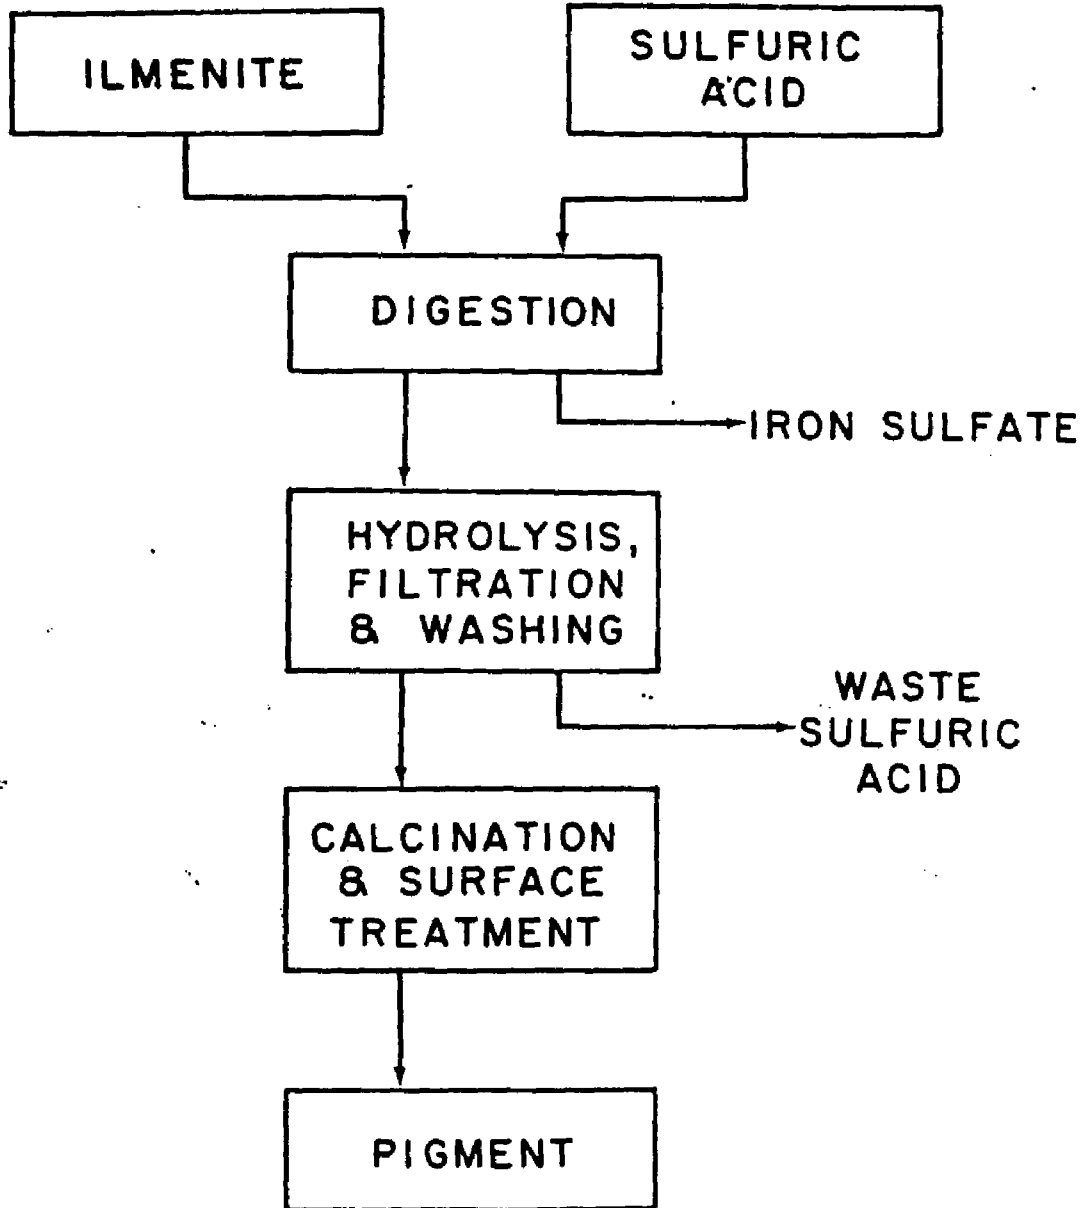 ILMENITE
SULFURIC
ACID
DIGESTION
IRON SULFATE
HYDROLYSIS,
FILTRATION
& WASHING
WASTE
SULFURIC
ACID
CALCINATION
& SURFACE
TREATMENT
PIGMENT